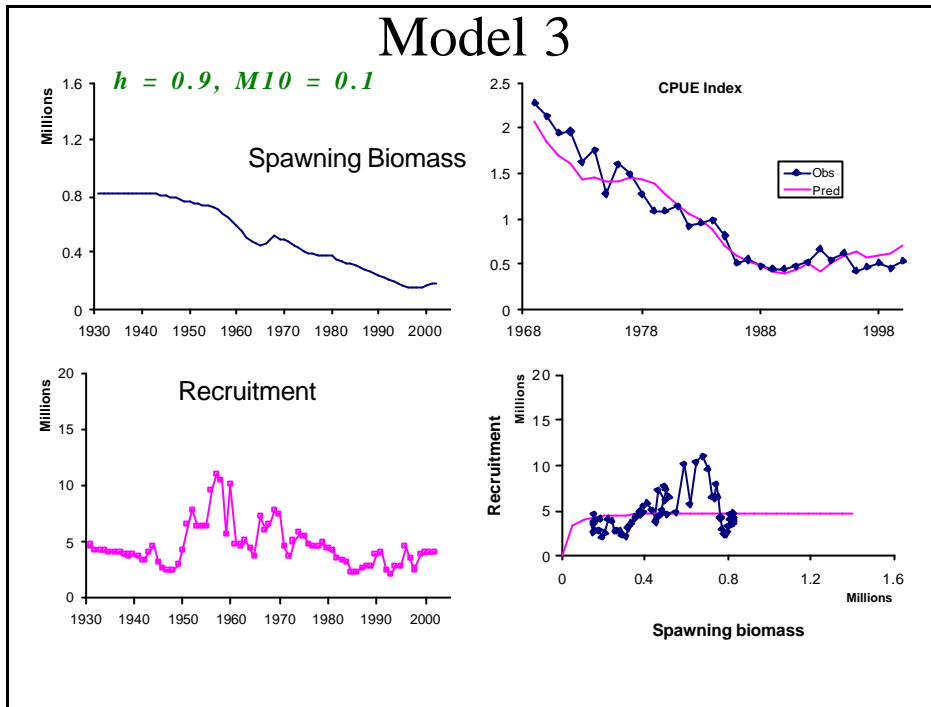 Model 3
h = 0.9, M10 = 0.1
Millions
1.6
1.2
0.8
0.4
0
Spawning Biomass
1930 1940 1950 1960 1970 1980 1990 2000
CPUE Index
2.5
2
1.5
1
0.5
0
Obs
Pred
1968 1978 1988 1998
Recruitment
Millions
20
15
10
5
0
1930 1940 1950 1960 1970 1980 1990 2000
Recruitment
Millions
20
15
10
5
0
0 0.4 0.8 1.2 1.6
Millions
Spawning biomass